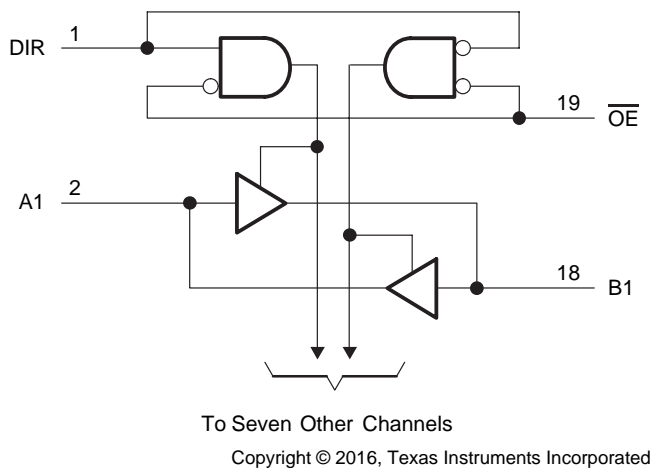 DIR 1
19 OE
A1 2
18 B1
To Seven Other Channels
Copyright © 2016, Texas Instruments Incorporated